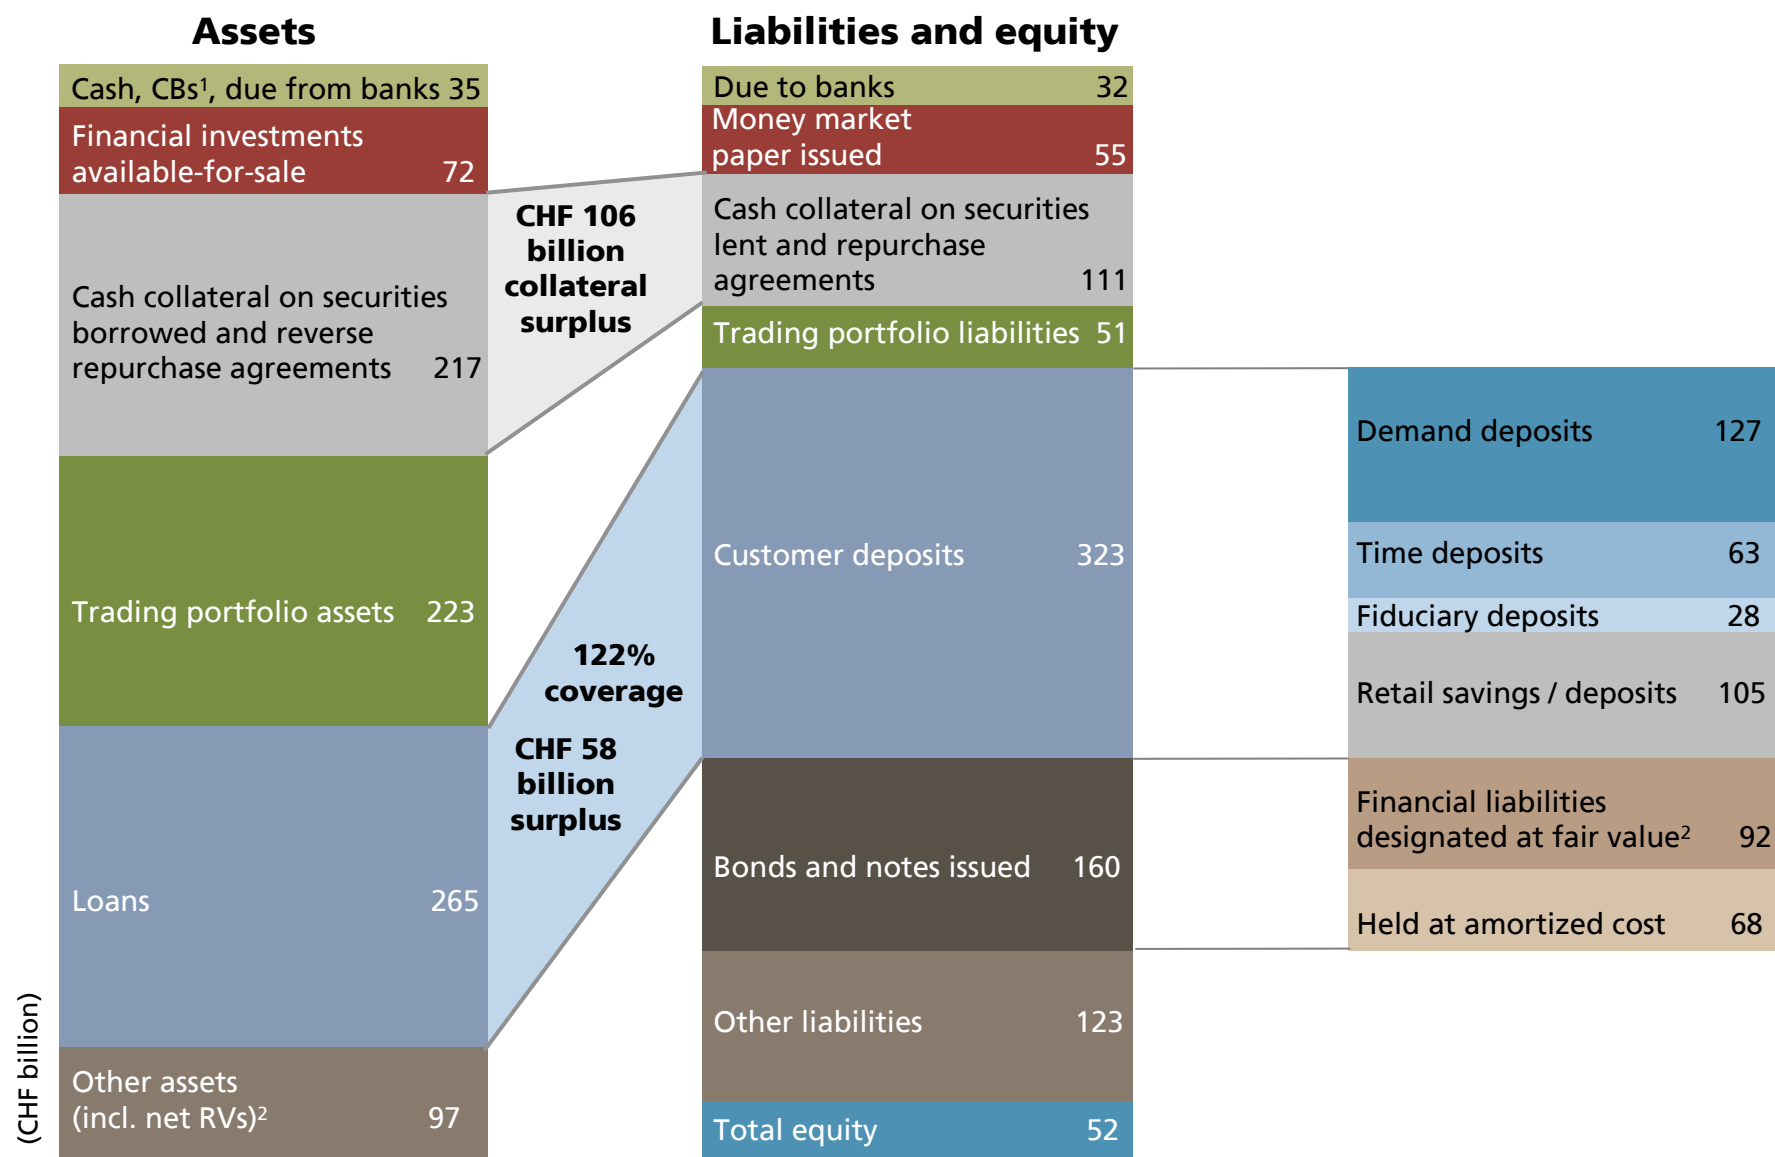 Assets
Cash, CBs¹, due from banks 35
Financial investments
available-for-sale 72
Cash collateral on securities
borrowed and reverse
repurchase agreements 217
Trading portfolio assets 223
Loans 265
Other assets
(incl. net RVs)² 97
(CHF billion)
CHF 106
billion
collateral
surplus
122%
coverage
CHF 58
billion
surplus
Liabilities and equity
Due to banks 32
Money market
paper issued 55
Cash collateral on securities
lent and repurchase
agreements 111
Trading portfolio liabilities 51
Customer deposits 323
Bonds and notes issued 160
Other liabilities 123
Total equity 52
Demand deposits 127
Time deposits 63
Fiduciary deposits 28
Retail savings / deposits 105
Financial liabilities
designated at fair value² 92
Held at amortized cost 68